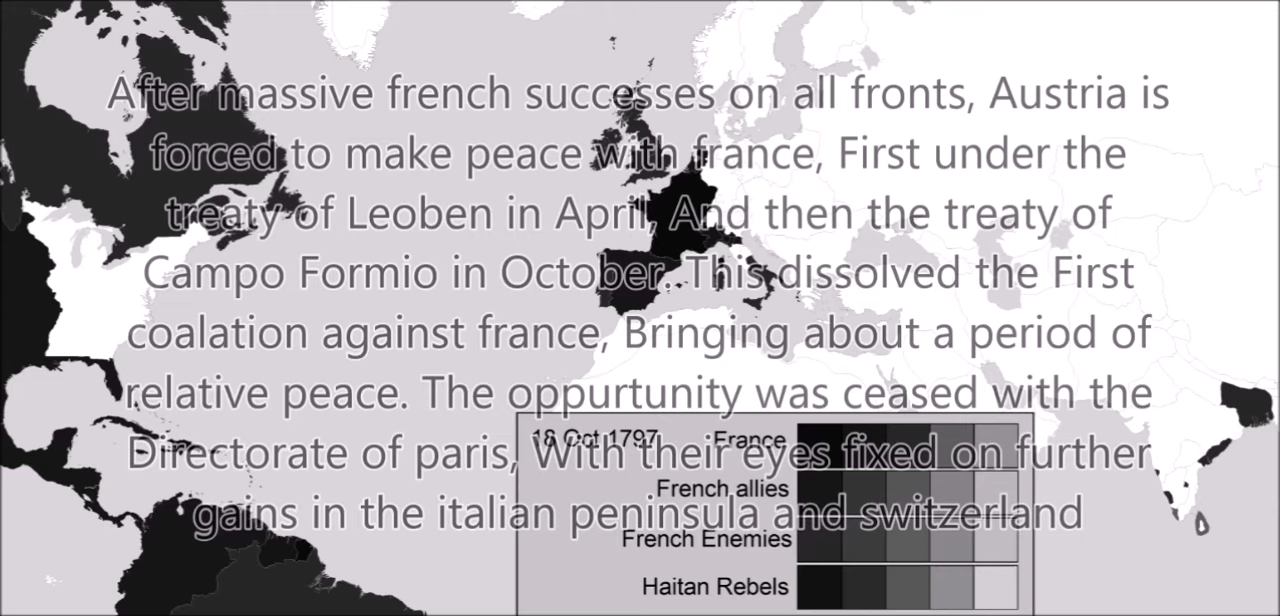 After massive french successes on all fronts, Austria is
forced to make peace with france, First under the
treaty of Leoben in April, And then the treaty of
Campo Formio in October. This dissolved the First
coalation against france, Bringing about a period of
relative peace. The oppurtunity was ceased with the
Directorate of paris, With their eyes fixed on further
gains in the italian peninsula and switzerland
18 Oct 1797
France
French allies
French Enemies
Haitan Rebels